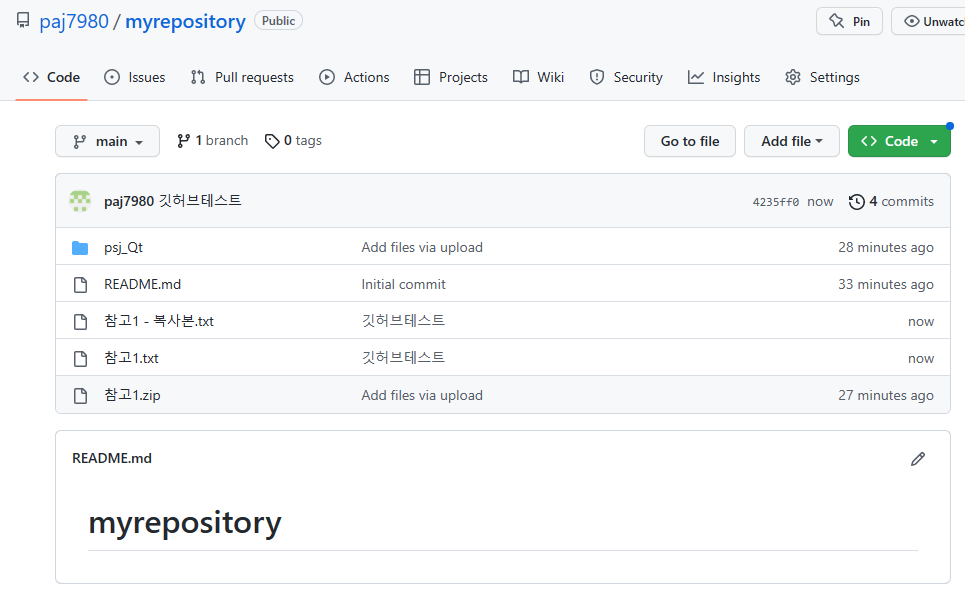 paj7980 / myrepository Public Pin Unwatc
Code Issues Pull requests Actions Projects Wiki Security Insights Settings
main 1 branch 0 tags Go to file Add file Code
paj7980 깃허브테스트 4235ff0 now 4 commits
psj_Qt Add files via upload 28 minutes ago
README.md Initial commit 33 minutes ago
참고1 - 복사본.txt 깃허브테스트 now
참고1.txt 깃허브테스트 now
참고1.zip Add files via upload 27 minutes ago
README.md
myrepository